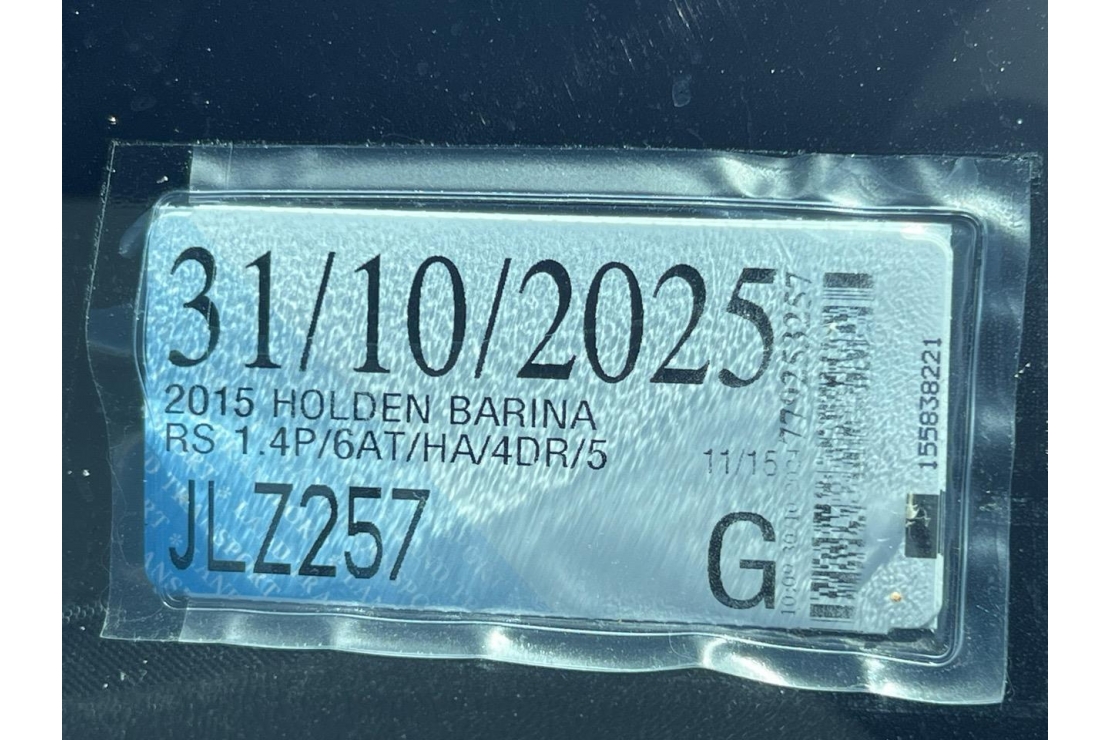 31/10/2025
2015 HOLDEN BARINA
RS 1.4P/6AT/HA/4DR/5
11/15
JLZ257
G
155838221